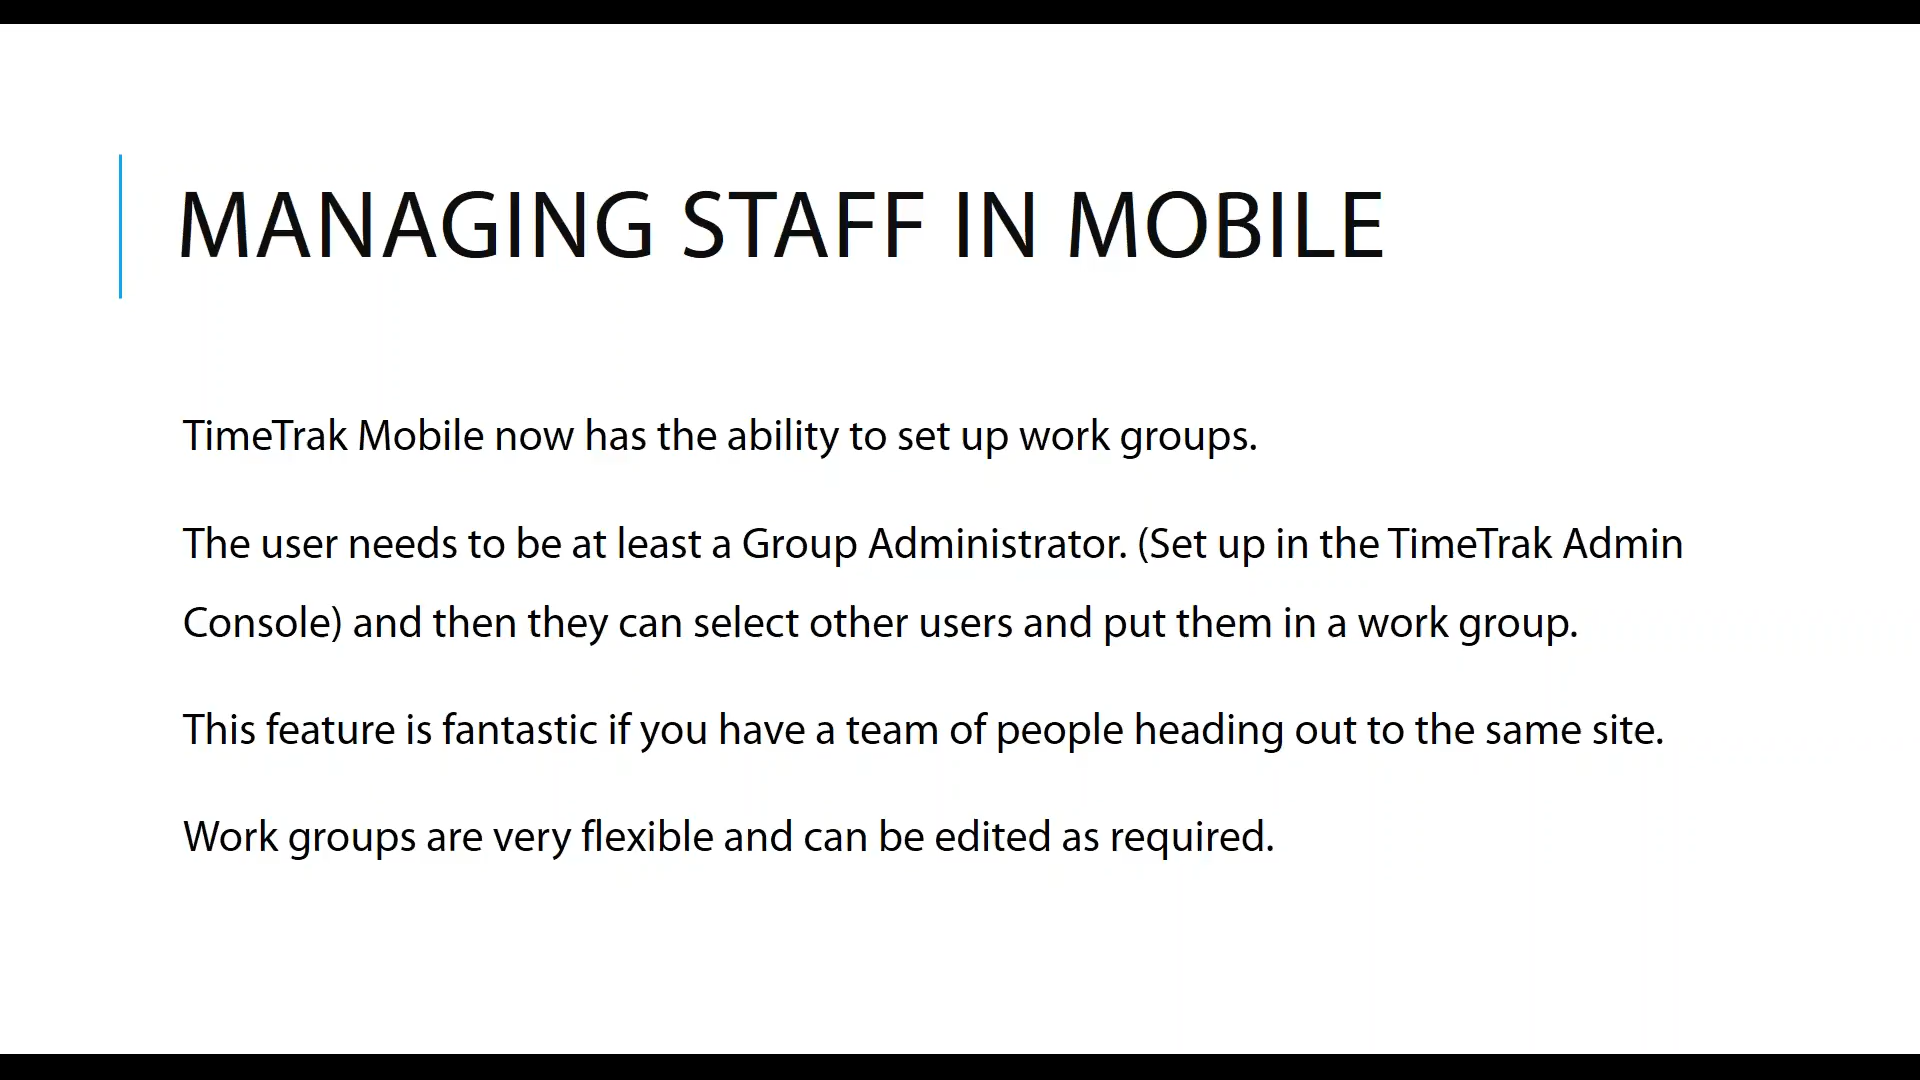 MANAGING STAFF IN MOBILE
TimeTrak Mobile now has the ability to set up work groups.
The user needs to be at least a Group Administrator. (Set up in the TimeTrak Admin
Console) and then they can select other users and put them in a work group.
This feature is fantastic if you have a team of people heading out to the same site.
Work groups are very flexible and can be edited as required.